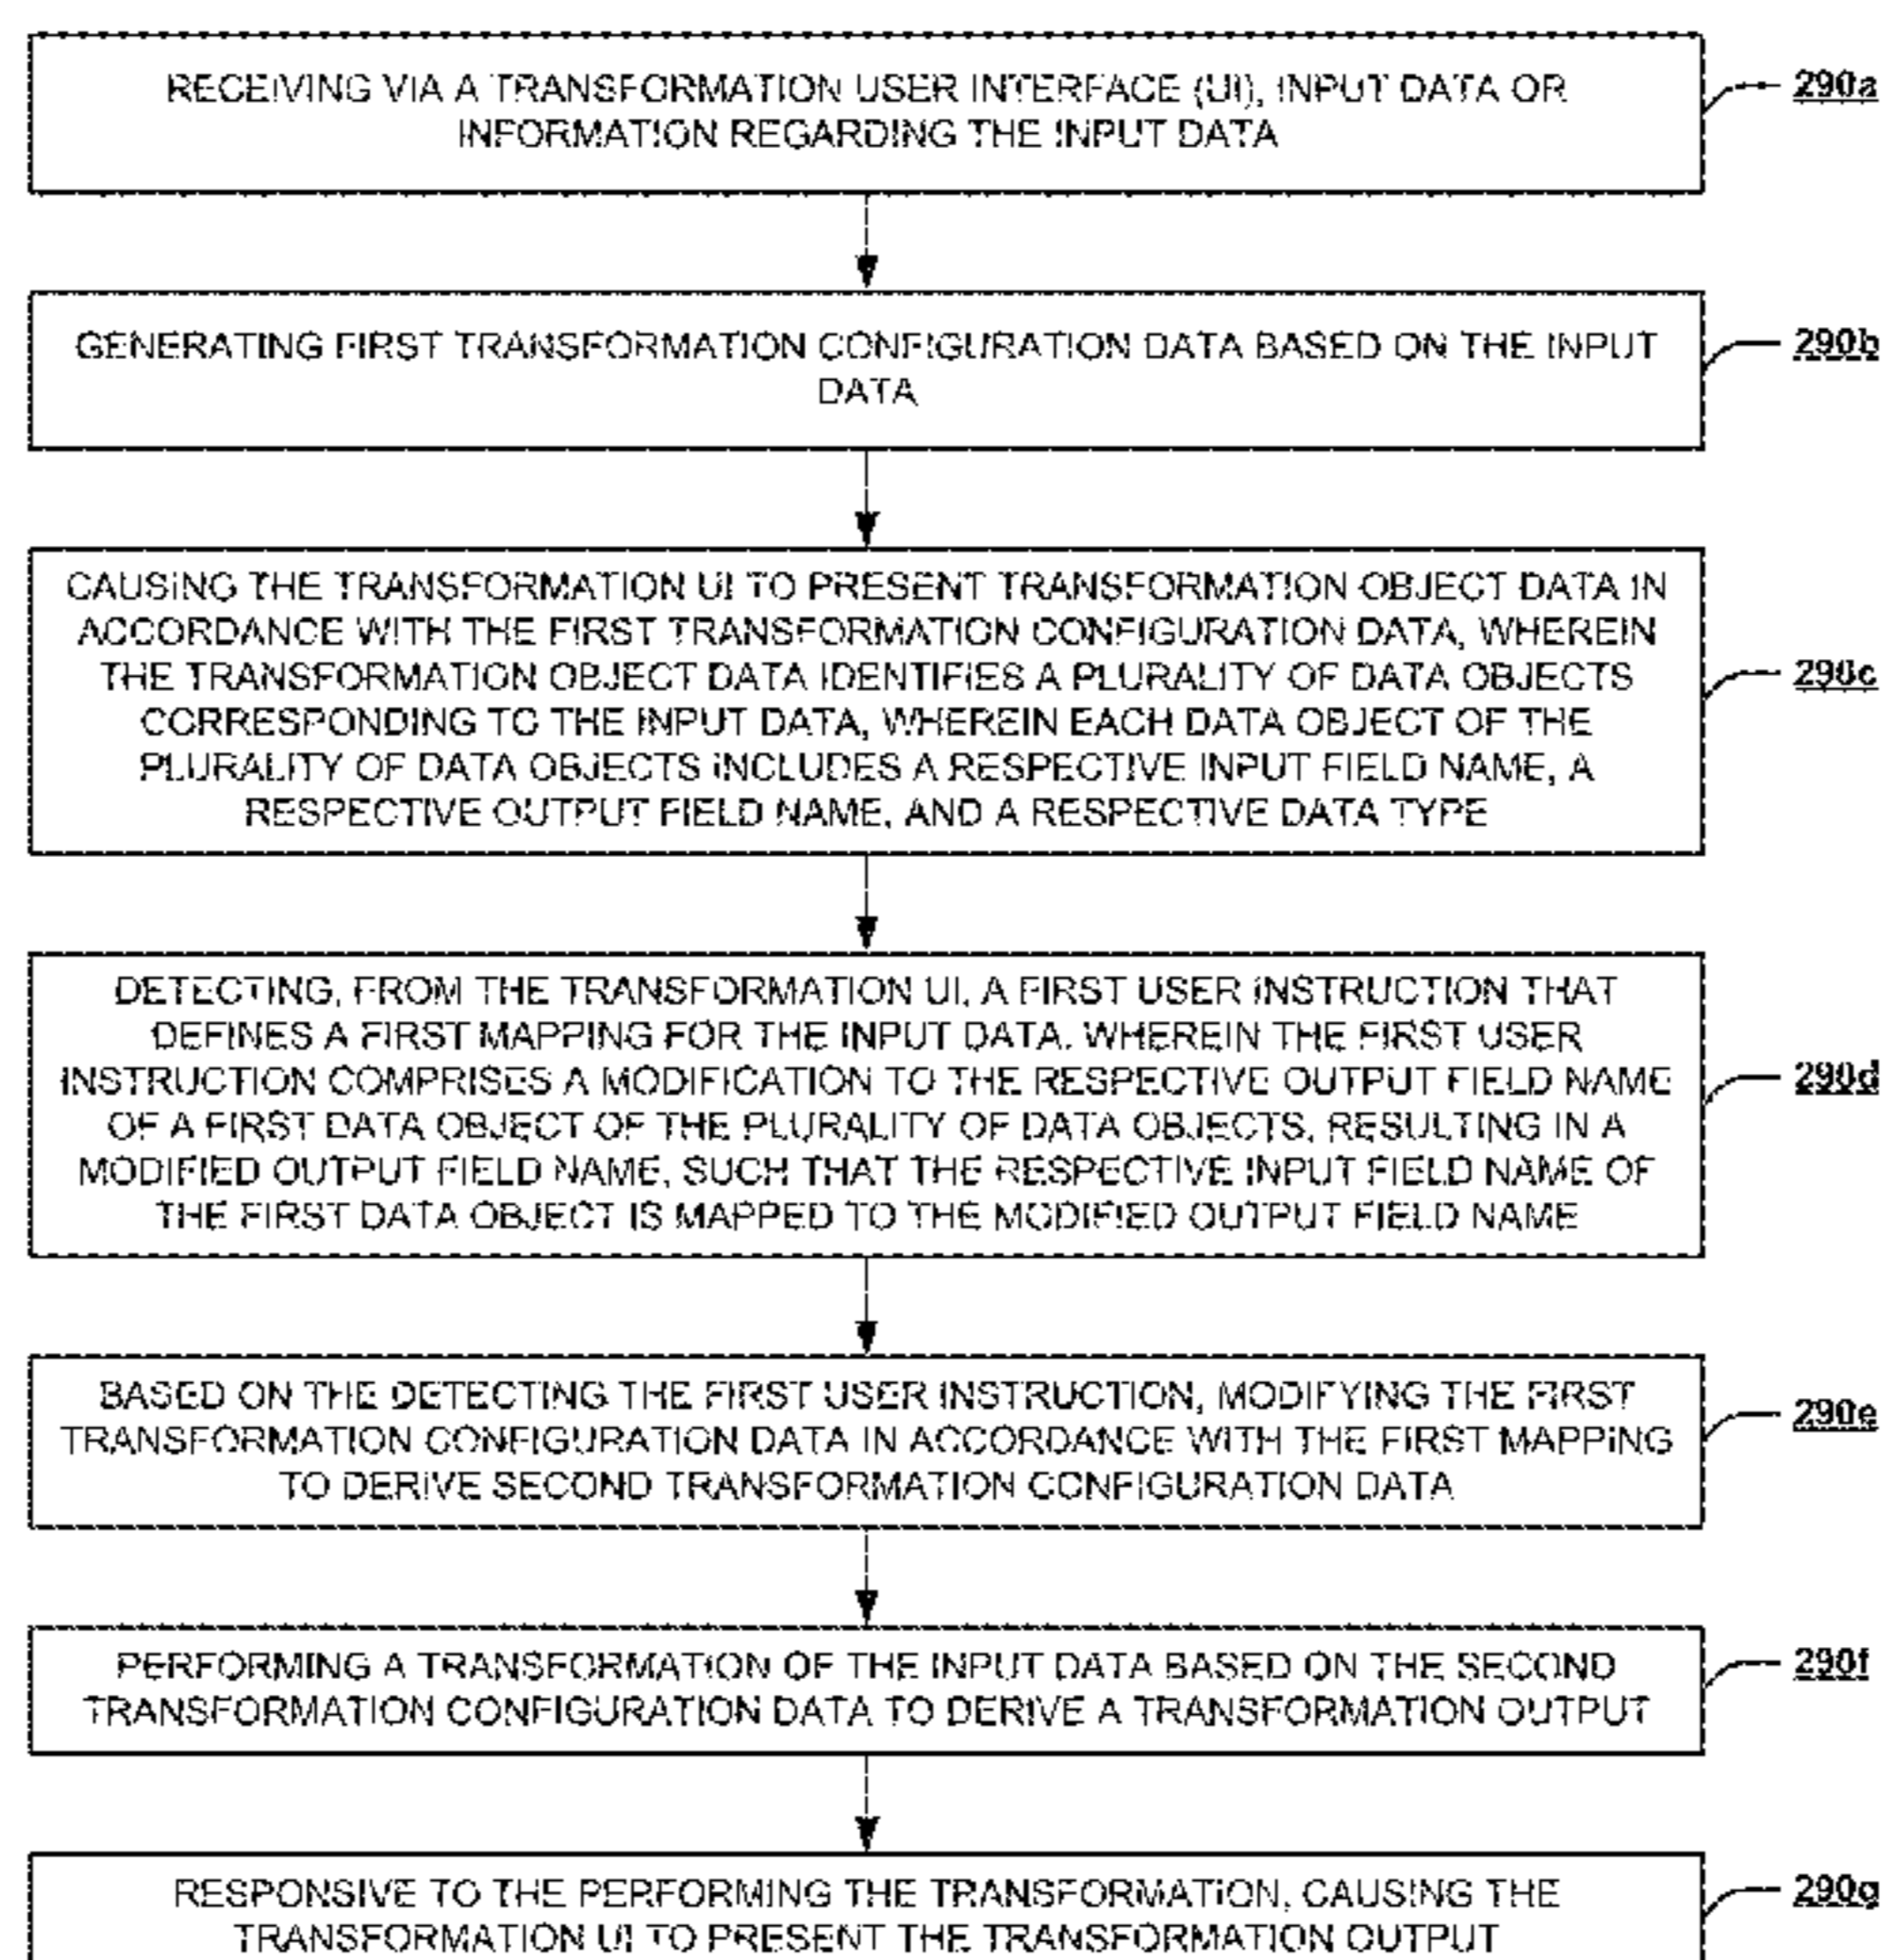 RECEIVING VIA A TRANSFORMATION USER INTERFACE (UI), INPUT DATA OR
INFORMATION REGARDING THE INPUT DATA
290a
GENERATING FIRST TRANSFORMATION CONFIGURATION DATA BASED ON THE INPUT
DATA
290b
CAUSING THE TRANSFORMATION UI TO PRESENT TRANSFORMATION OBJECT DATA IN
ACCORDANCE WITH THE FIRST TRANSFORMATION CONFIGURATION DATA, WHEREIN
THE TRANSFORMATION OBJECT DATA IDENTIFIES A PLURALITY OF DATA OBJECTS
CORRESPONDING TO THE INPUT DATA, WHEREIN EACH DATA OBJECT OF THE
PLURALITY OF DATA OBJECTS INCLUDES A RESPECTIVE INPUT FIELD NAME, A
RESPECTIVE OUTPUT FIELD NAME, AND A RESPECTIVE DATA TYPE
290c
DETECTING, FROM THE TRANSFORMATION UI, A FIRST USER INSTRUCTION THAT
DEFINES A FIRST MAPPING FOR THE INPUT DATA, WHEREIN THE FIRST USER
INSTRUCTION COMPRISES A MODIFICATION TO THE RESPECTIVE OUTPUT FIELD NAME
OF A FIRST DATA OBJECT OF THE PLURALITY OF DATA OBJECTS, RESULTING IN A
MODIFIED OUTPUT FIELD NAME, SUCH THAT THE RESPECTIVE INPUT FIELD NAME OF
THE FIRST DATA OBJECT IS MAPPED TO THE MODIFIED OUTPUT FIELD NAME
290d
BASED ON THE DETECTING THE FIRST USER INSTRUCTION, MODIFYING THE FIRST
TRANSFORMATION CONFIGURATION DATA IN ACCORDANCE WITH THE FIRST MAPPING
TO DERIVE SECOND TRANSFORMATION CONFIGURATION DATA
290e
PERFORMING A TRANSFORMATION OF THE INPUT DATA BASED ON THE SECOND
TRANSFORMATION CONFIGURATION DATA TO DERIVE A TRANSFORMATION OUTPUT
290f
RESPONSIVE TO THE PERFORMING THE TRANSFORMATION, CAUSING THE
TRANSFORMATION UI TO PRESENT THE TRANSFORMATION OUTPUT
290g